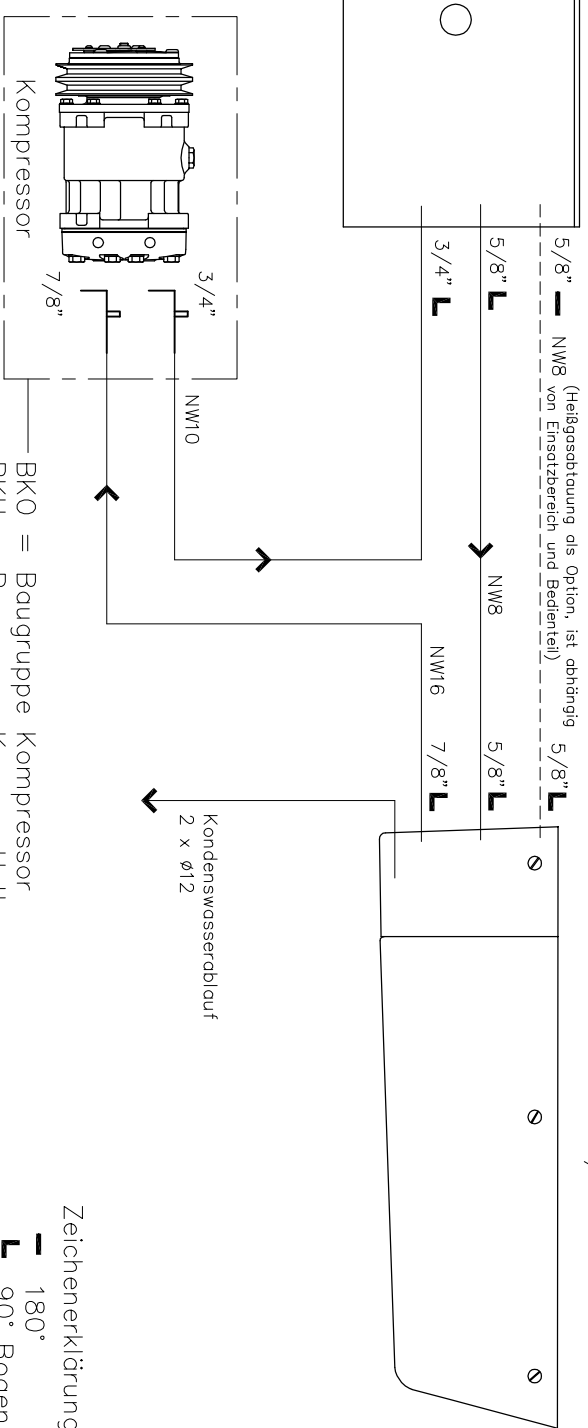 5/8"
NW8
(Heißgasabtauung als Option, ist abhängig
von Einsatzbereich und Bedienteil)
5/8"
5/8"
NW8
5/8"
3/4"
NW16
7/8"
3/4"
7/8"
NW10
Kompressor
Kondenswasserablauf
2 x ø12
BKO = Baugruppe Kompressor
Zeichenerklärung
180°
90° Bogen